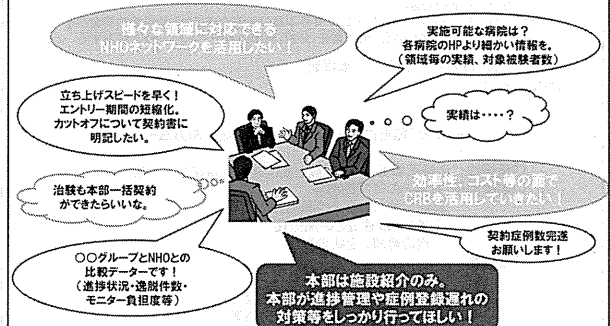 様々な領域に対応できる
NHOネットワークを活用したい！
実施可能な病院は？
各病院のHPより細かい情報を。
（領域毎の実績、対象被験者数）
立ち上げスピードを早く！
エントリー期間の短縮化。
カットオフについて契約書に
明記したい。
実績は・・・・？
治験も本部一括契約
ができたらいいな。
効率性、コスト等の面で
CRBを活用していきたい！
契約症例数完遂
お願いします！
〇〇グループとNHOとの
比較データーです！
（進捗状況・逸脱件数・
モニター負担度等）
本部は施設紹介のみ。
本部が進捗管理や症例登録遅れの
対策等をしっかり行ってほしい！